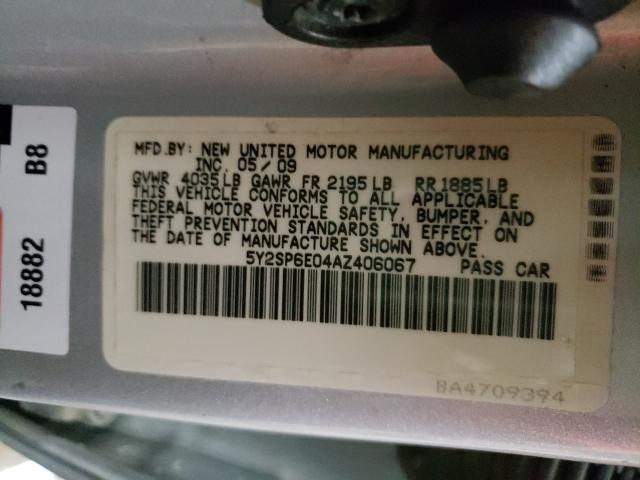 MFD.BY: NEW UNITED MOTOR MANUFACTURING
INC. 05/09
GVWR 4035LB GAWR FR 2195LB RR1885LB
THIS VEHICLE CONFORMS TO ALL APPLICABLE
FEDERAL MOTOR VEHICLE SAFETY, BUMPER, AND
THEFT PREVENTION STANDARDS IN EFFECT ON
THE DATE OF MANUFACTURE SHOWN ABOVE.
5Y2SP6E04AZ406067 PASS CAR
BA4709394
18882 B8